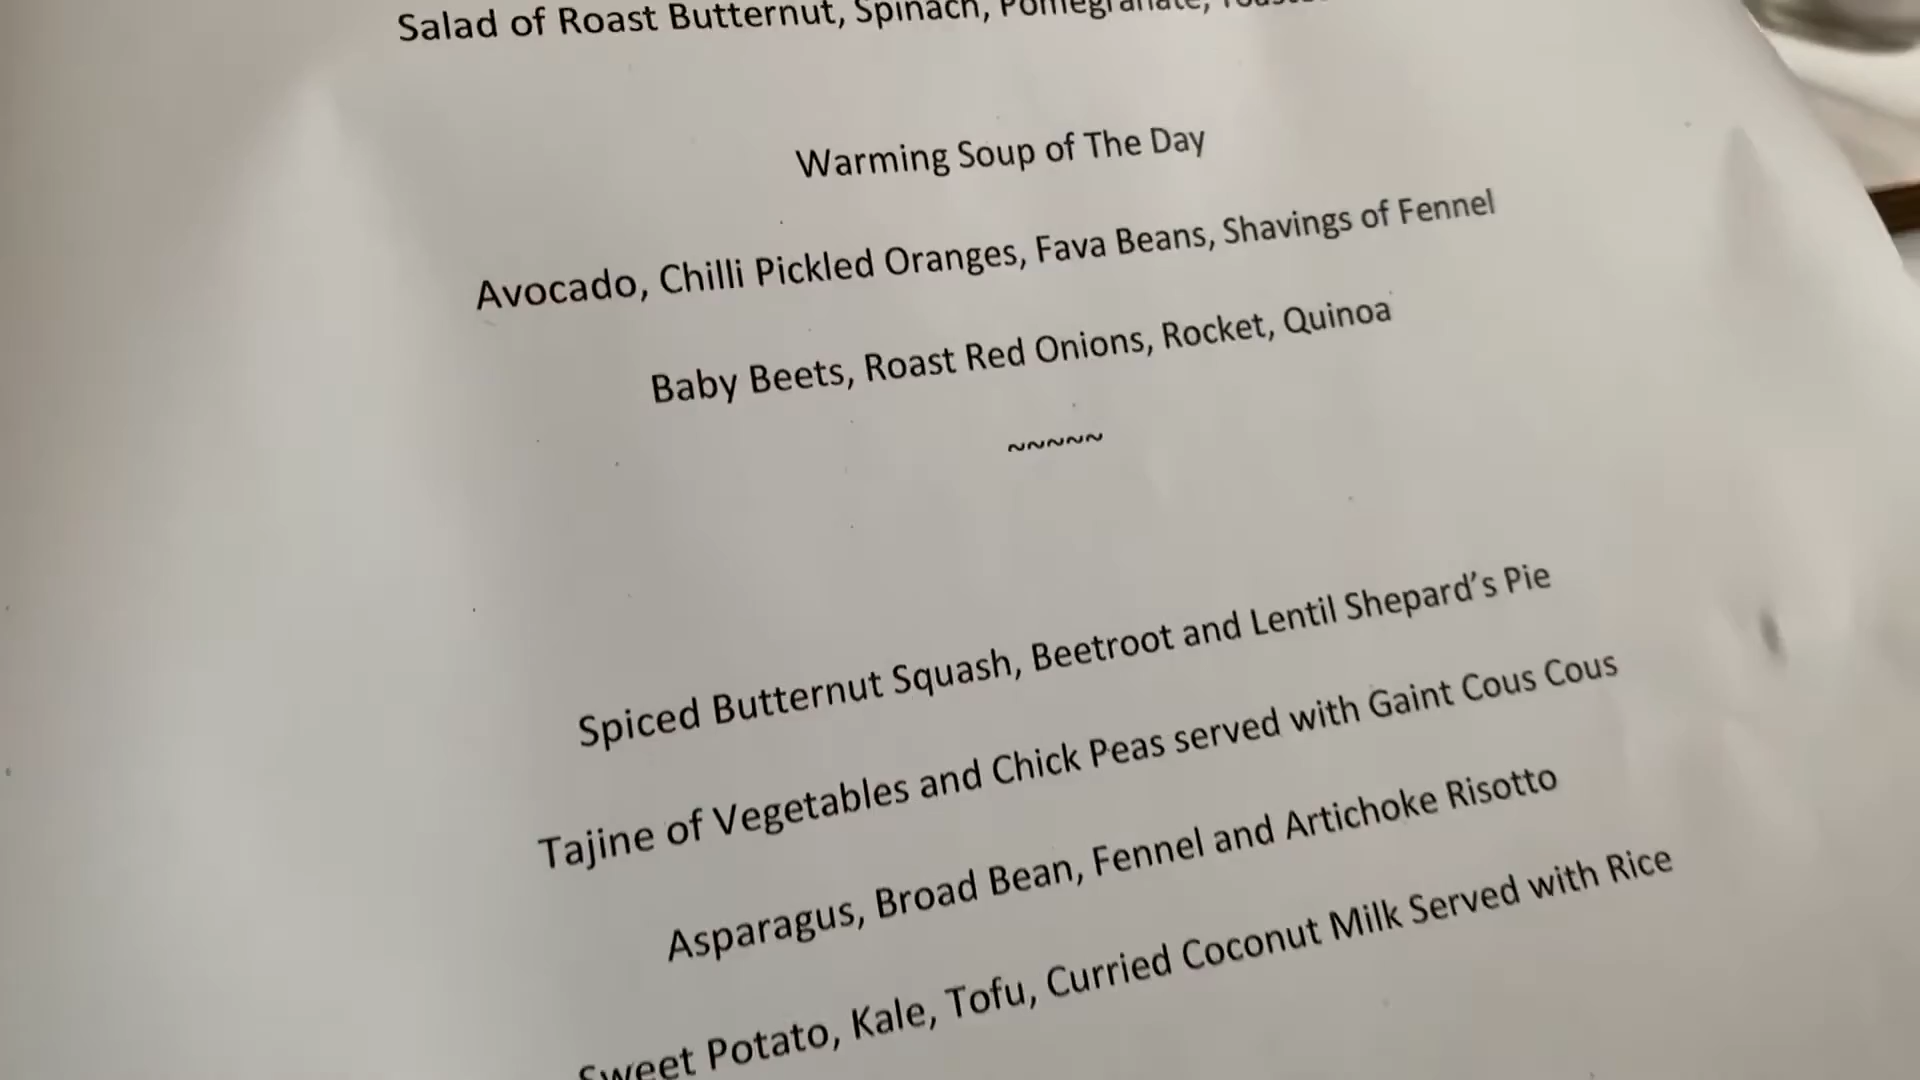 Salad of Roast Butternut, Spinach, Pomegranate,
Warming Soup of The Day
Avocado, Chilli Pickled Oranges, Fava Beans, Shavings of Fennel
Baby Beets, Roast Red Onions, Rocket, Quinoa
~~~~~
Spiced Butternut Squash, Beetroot and Lentil Shepard's Pie
Tajine of Vegetables and Chick Peas served with Gaint Cous Cous
Asparagus, Broad Bean, Fennel and Artichoke Risotto
Sweet Potato, Kale, Tofu, Curried Coconut Milk Served with Rice